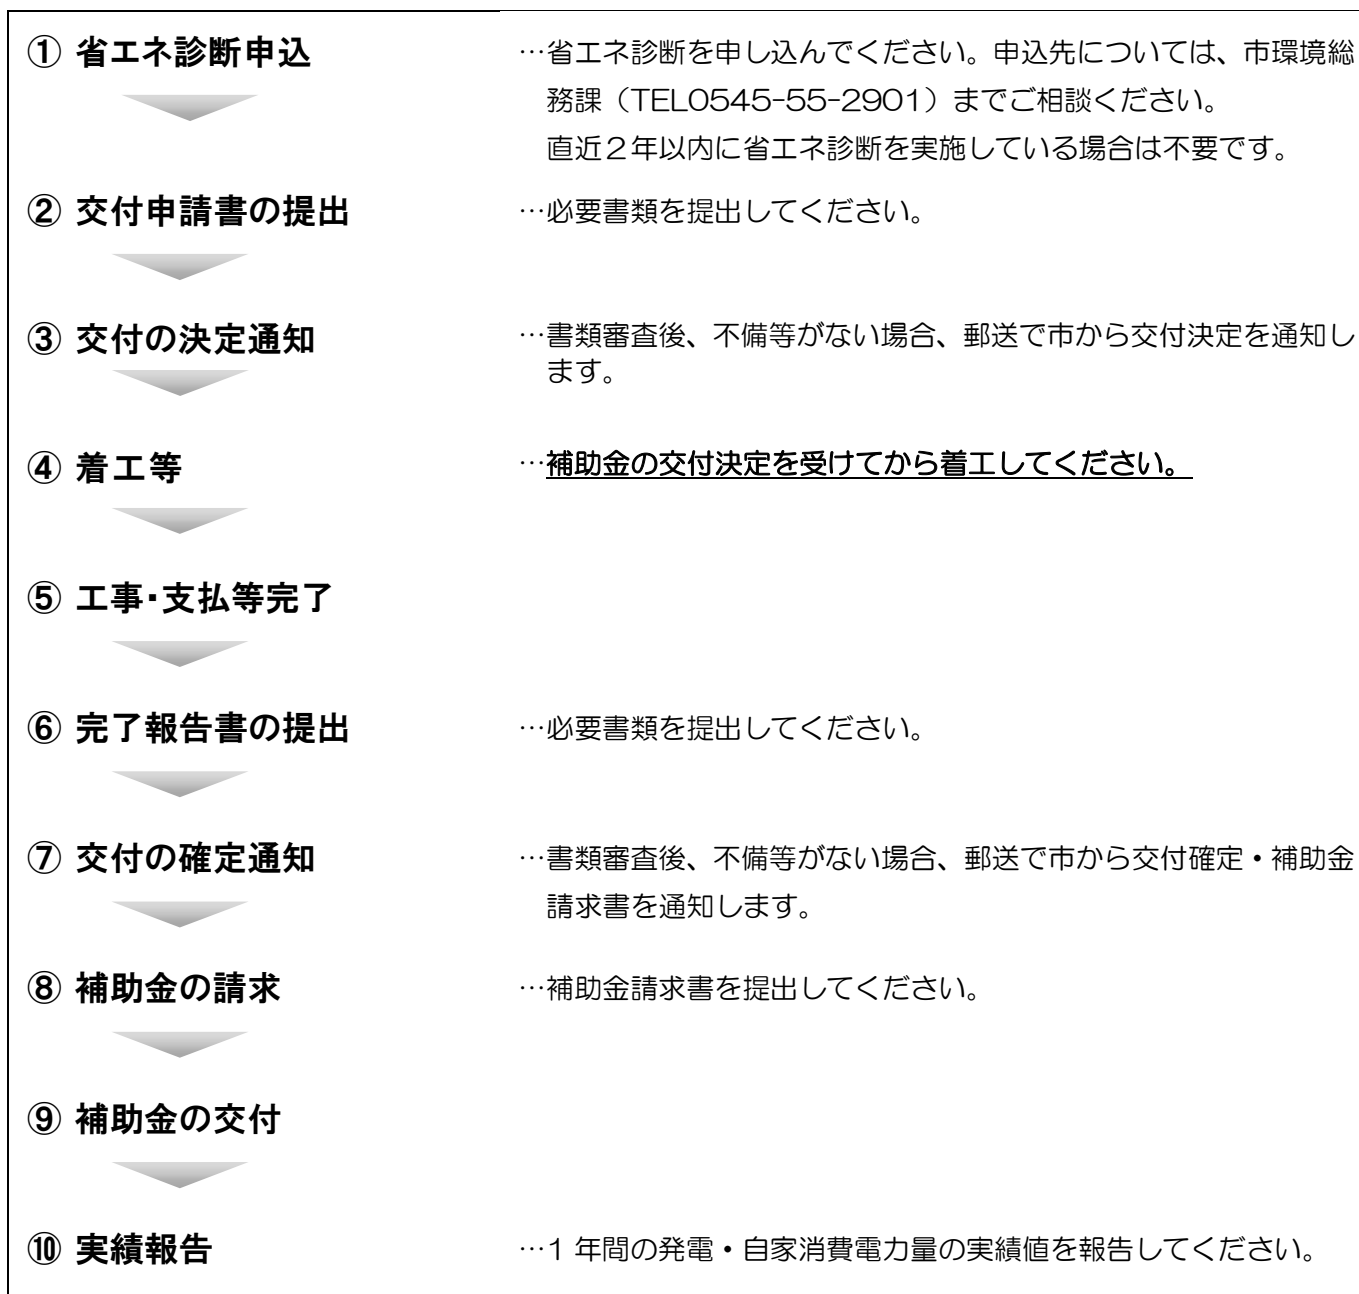 ① 省エネ診断申込 …省エネ診断を申し込んでください。申込先については、市環境総
務課（TEL0545-55-2901）までご相談ください。
直近２年以内に省エネ診断を実施している場合は不要です。
② 交付申請書の提出 …必要書類を提出してください。
③ 交付の決定通知 …書類審査後、不備等がない場合、郵送で市から交付決定を通知し
ます。
④ 着工等 …補助金の交付決定を受けてから着工してください。
⑤ 工事・支払等完了
⑥ 完了報告書の提出 …必要書類を提出してください。
⑦ 交付の確定通知 …書類審査後、不備等がない場合、郵送で市から交付確定・補助金
請求書を通知します。
⑧ 補助金の請求 …補助金請求書を提出してください。
⑨ 補助金の交付
⑩ 実績報告 …1 年間の発電・自家消費電力量の実績値を報告してください。